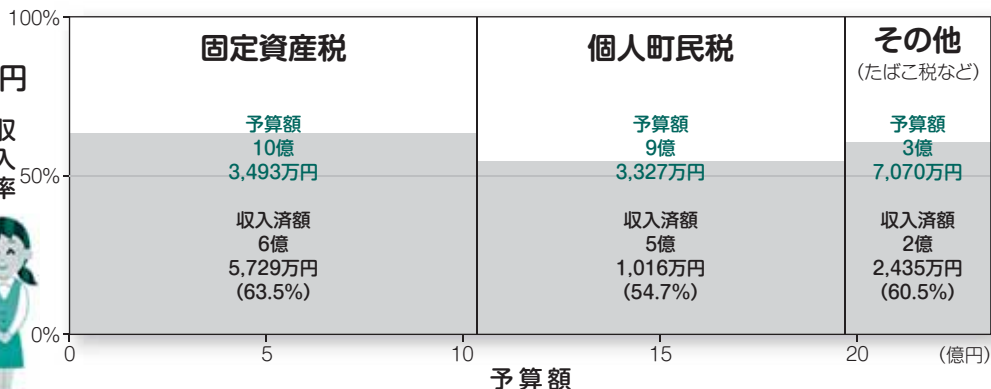 100%
50%
0%
円
収入率
固定資産税
予算額
10億
3,493万円
収入済額
6億
5,729万円
(63.5%)
個人町民税
予算額
9億
3,327万円
収入済額
5億
1,016万円
(54.7%)
その他
(たばこ税など)
予算額
3億
7,070万円
収入済額
2億
2,435万円
(60.5%)
0 5 10 15 20 (億円)
予算額